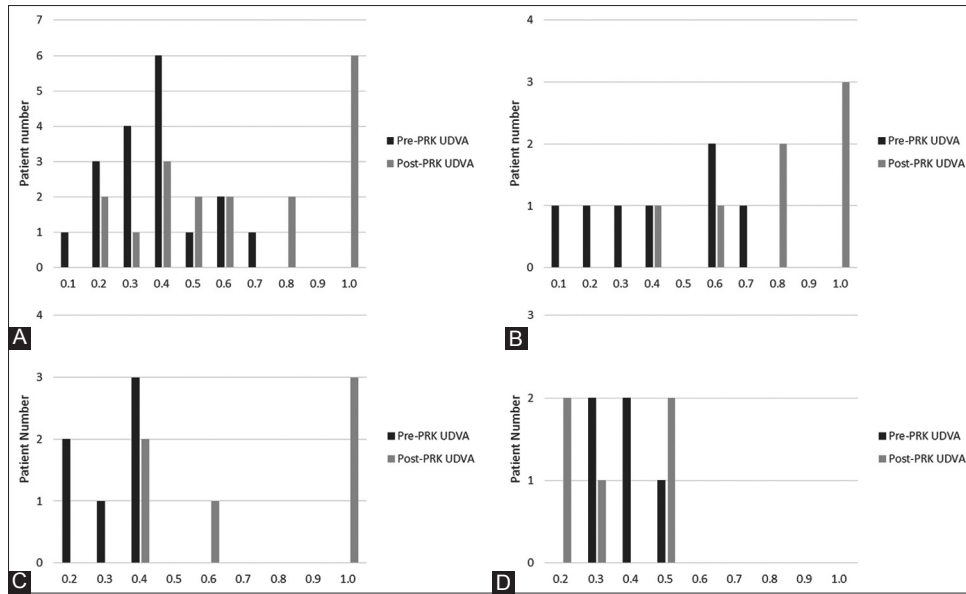 7
6
5
4
3
2
1
0
Patient number
0.1 0.2 0.3 0.4 0.5 0.6 0.7 0.8 0.9 1.0
Pre-PRK UDVA
Post-PRK UDVA
A
4
3
2
1
0
Patient number
0.1 0.2 0.3 0.4 0.5 0.6 0.7 0.8 0.9 1.0
Pre-PRK UDVA
Post-PRK UDVA
B
4
3
2
1
0
Patient Number
0.2 0.3 0.4 0.5 0.6 0.7 0.8 0.9 1.0
Pre-PRK UDVA
Post-PRK UDVA
C
3
2
1
0
Patient Number
0.2 0.3 0.4 0.5 0.6 0.7 0.8 0.9 1.0
Pre-PRK UDVA
Post-PRK UDVA
D